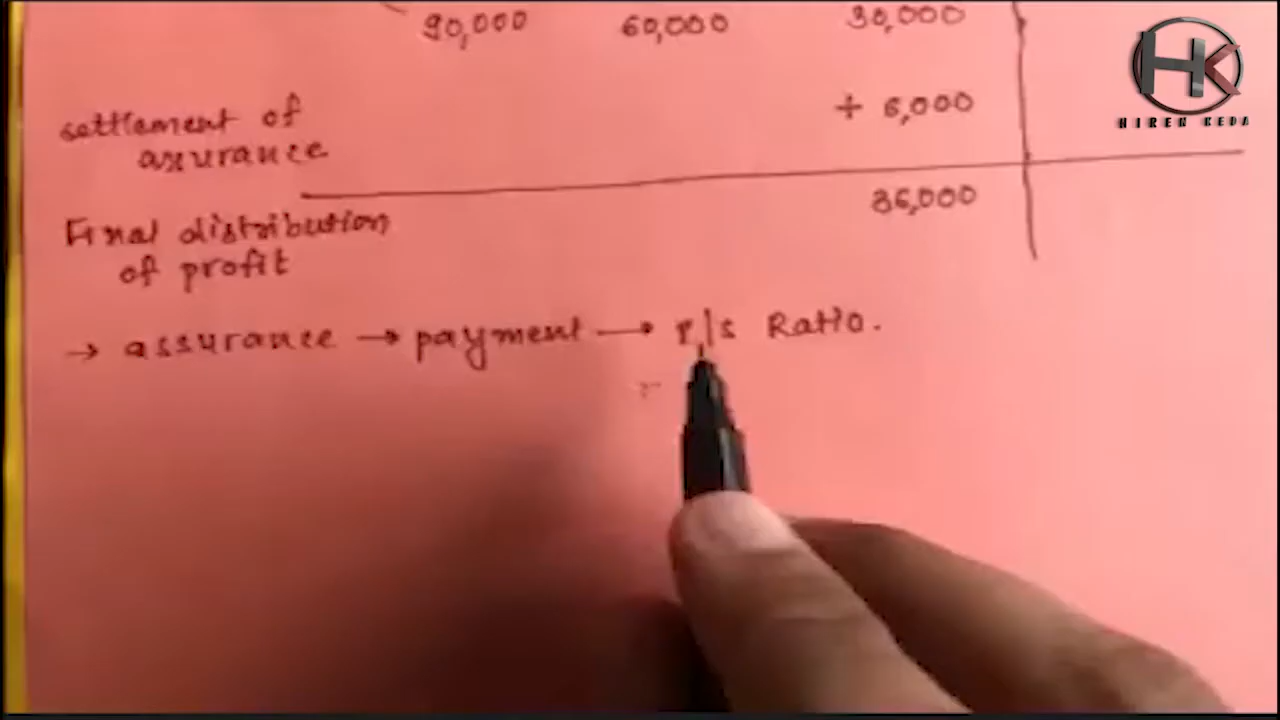 90,000 60,000 30,000
settlement of + 6,000
assurance
36,000
Final distribution
of profit
→ assurance → payment → P/s Ratio.
HK
HIREN KEDA